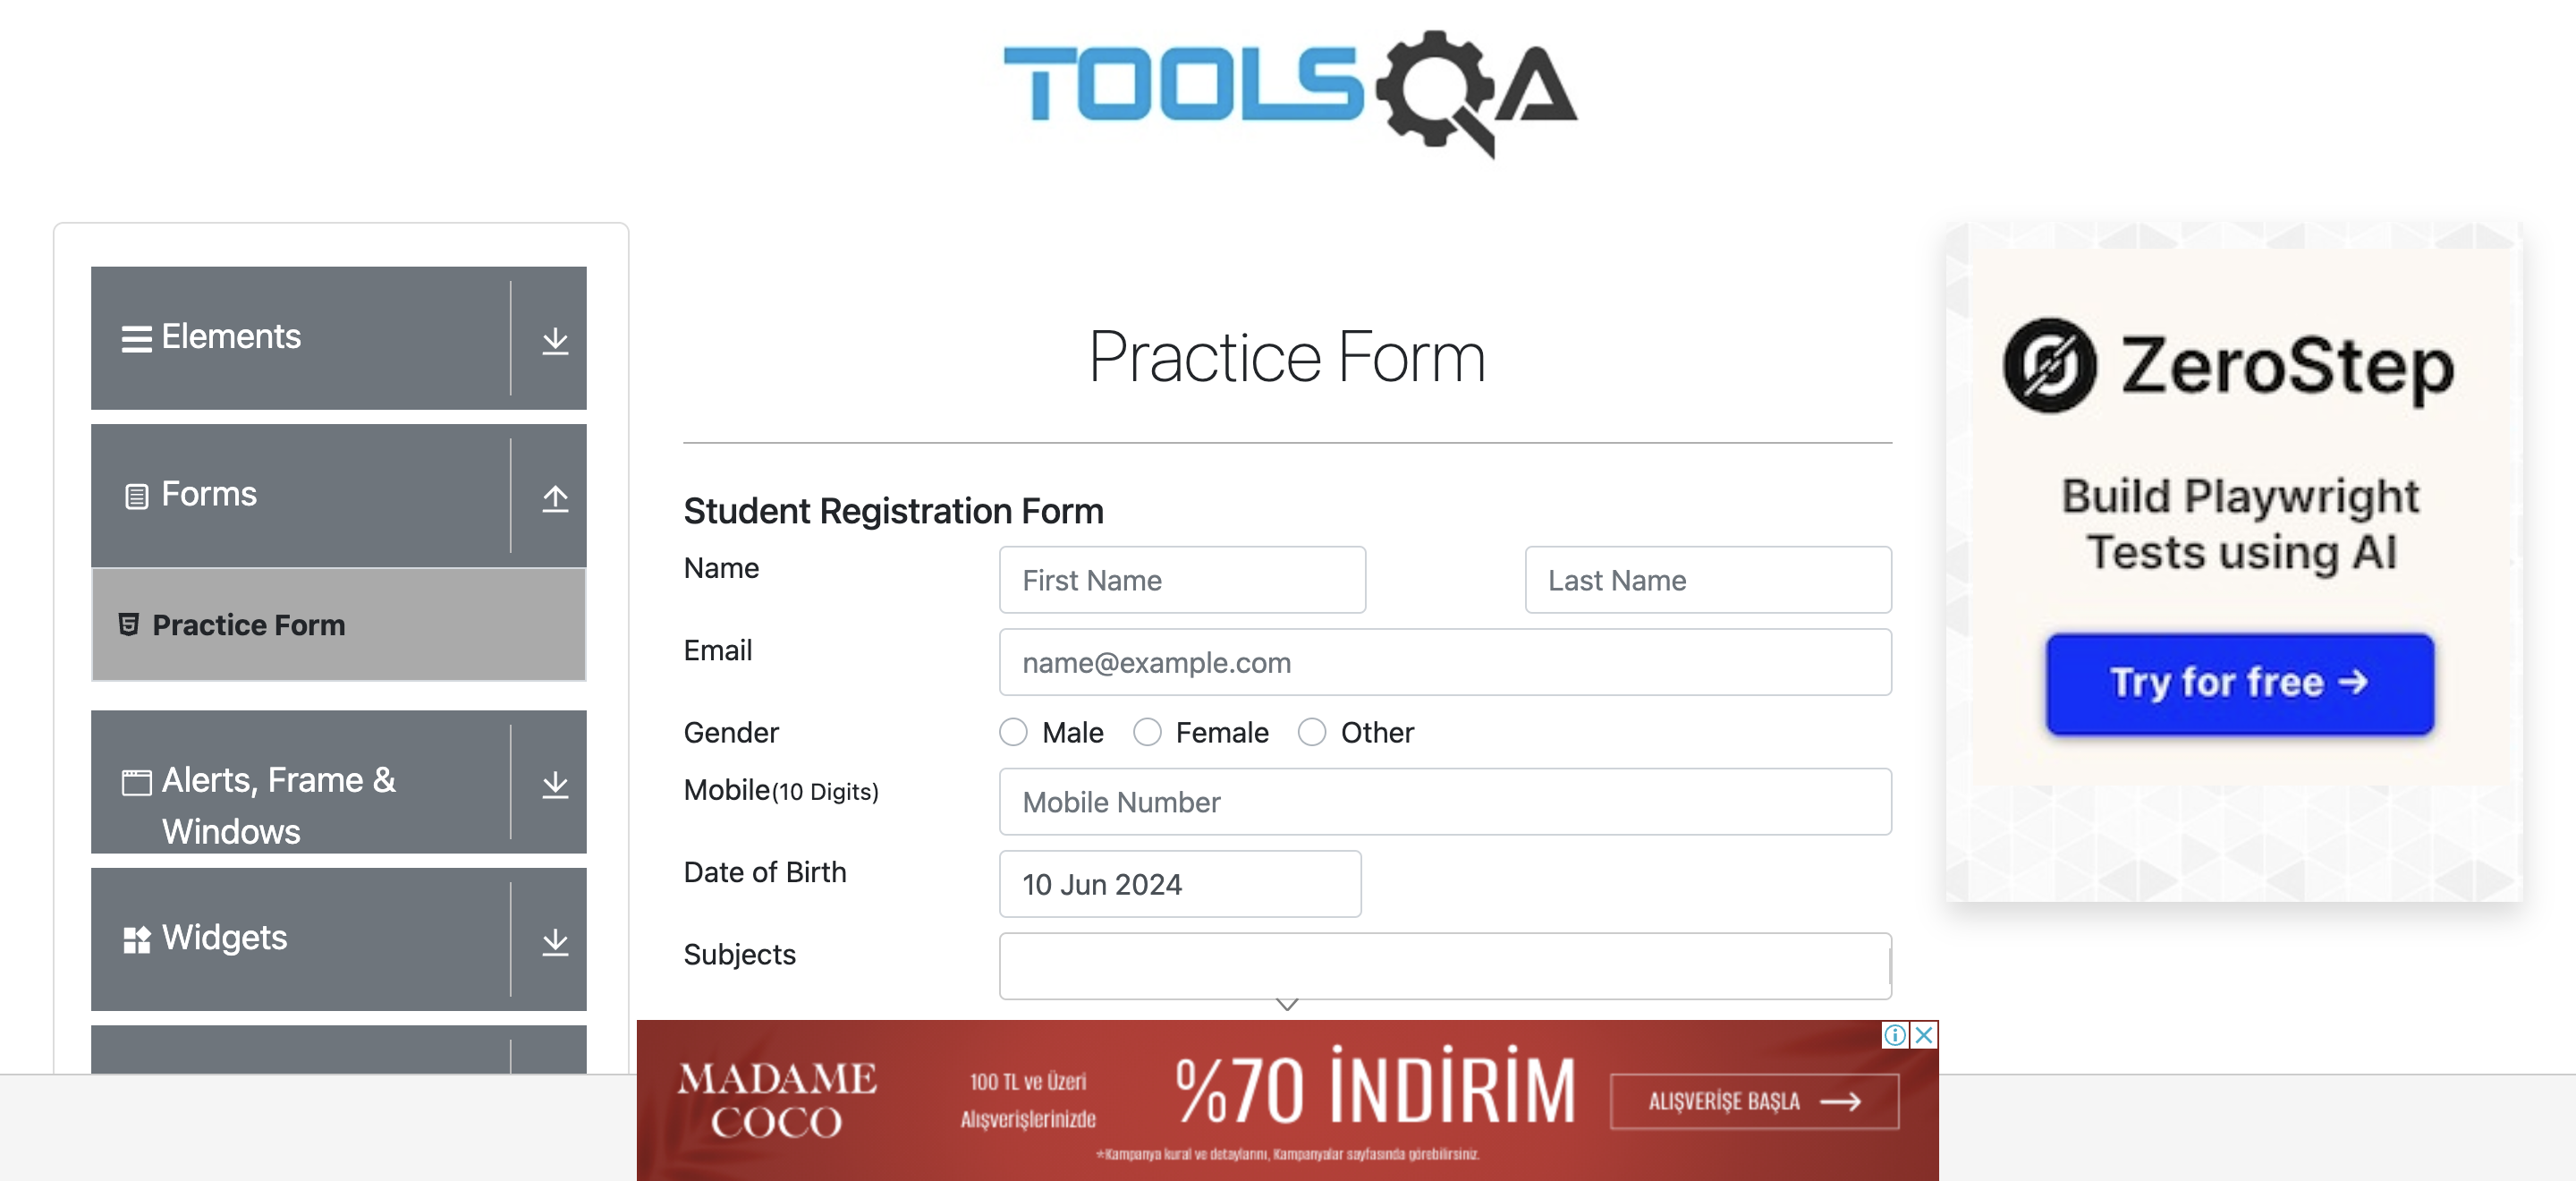 TOOLSQA
Elements
Forms
Practice Form
Alerts, Frame &
Windows
Widgets
Practice Form
Student Registration Form
Name
First Name
Last Name
Email
name@example.com
Gender
Male
Female
Other
Mobile(10 Digits)
Mobile Number
Date of Birth
10 Jun 2024
Subjects
ZeroStep
Build Playwright
Tests using AI
Try for free →
MADAME
COCO
100 TL ve Üzeri
Alışverişlerinizde
%70 İNDİRİM
ALIŞVERİŞE BAŞLA
*Kampanya kural ve detaylarını, Kampanyalar sayfasında görebilirsiniz.